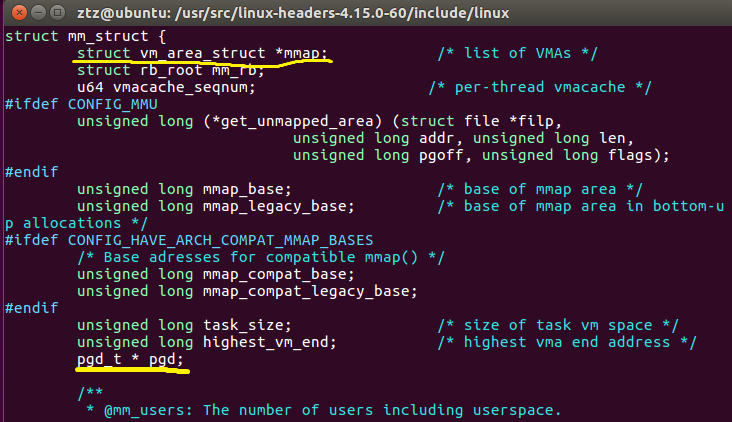 ztz@ubuntu: /usr/src/linux-headers-4.15.0-60/include/linux
struct mm_struct {
        struct vm_area_struct *mmap;            /* list of VMAs */
        struct rb_root mm_rb;
        u64 vmacache_seqnum;                   /* per-thread vmacache */
#ifdef CONFIG_MMU
        unsigned long (*get_unmapped_area) (struct file *filp,
                                unsigned long addr, unsigned long len,
                                unsigned long pgoff, unsigned long flags);
#endif
        unsigned long mmap_base;                /* base of mmap area */
        unsigned long mmap_legacy_base;         /* base of mmap area in bottom-u
p allocations */
#ifdef CONFIG_HAVE_ARCH_COMPAT_MMAP_BASES
        /* Base adresses for compatible mmap() */
        unsigned long mmap_compat_base;
        unsigned long mmap_compat_legacy_base;
#endif
        unsigned long task_size;                /* size of task vm space */
        unsigned long highest_vm_end;           /* highest vma end address */
        pgd_t * pgd;
        /**
         * @mm_users: The number of users including userspace.